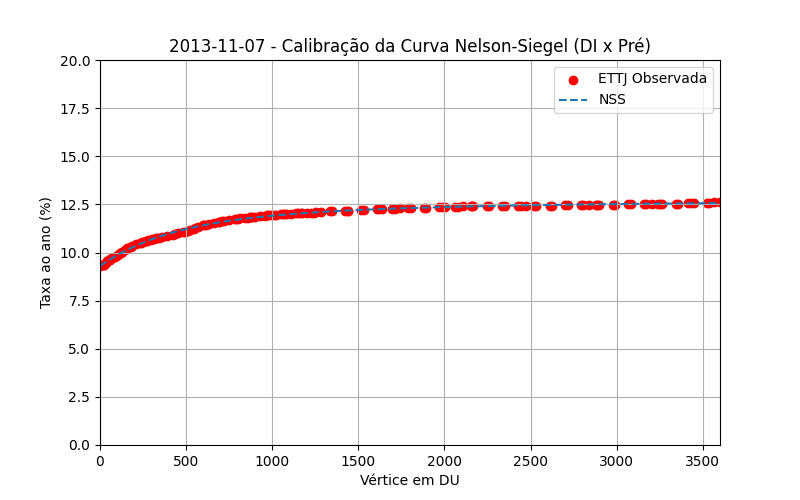 2013-11-07 - Calibração da Curva Nelson-Siegel (DI x Pré)
20.0
17.5
15.0
12.5
10.0
7.5
5.0
2.5
0.0
Taxa ao ano (%)
ETTJ Observada
NSS
0 500 1000 1500 2000 2500 3000 3500
Vértice em DU